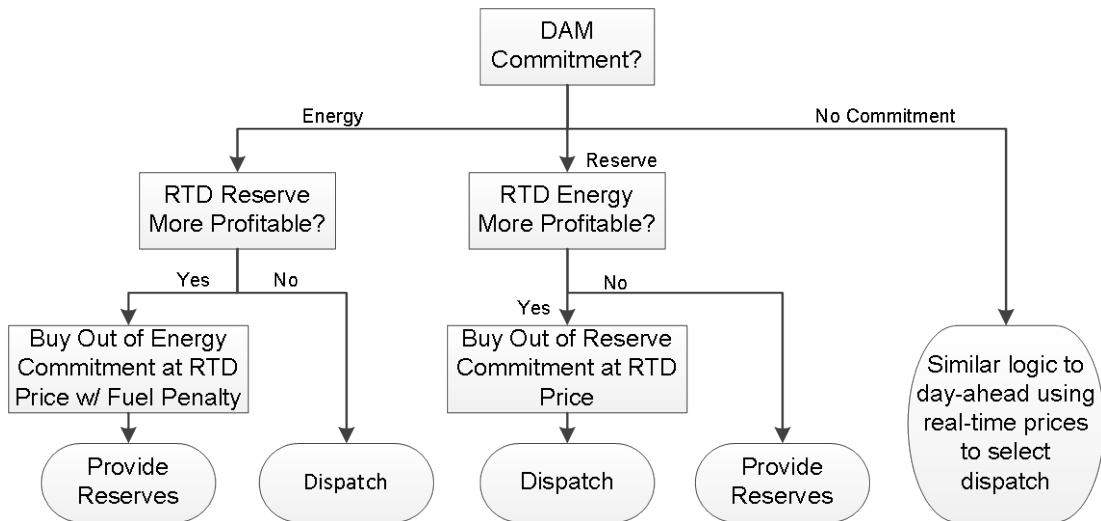 DAM
Commitment?
Energy
No Commitment
Reserve
RTD Reserve
More Profitable?
RTD Energy
More Profitable?
Yes
No
Yes
No
Buy Out of Energy
Commitment at RTD
Price w/ Fuel Penalty
Buy Out of Reserve
Commitment at RTD
Price
Similar logic to
day-ahead using
real-time prices
to select
dispatch
Provide
Reserves
Dispatch
Dispatch
Provide
Reserves